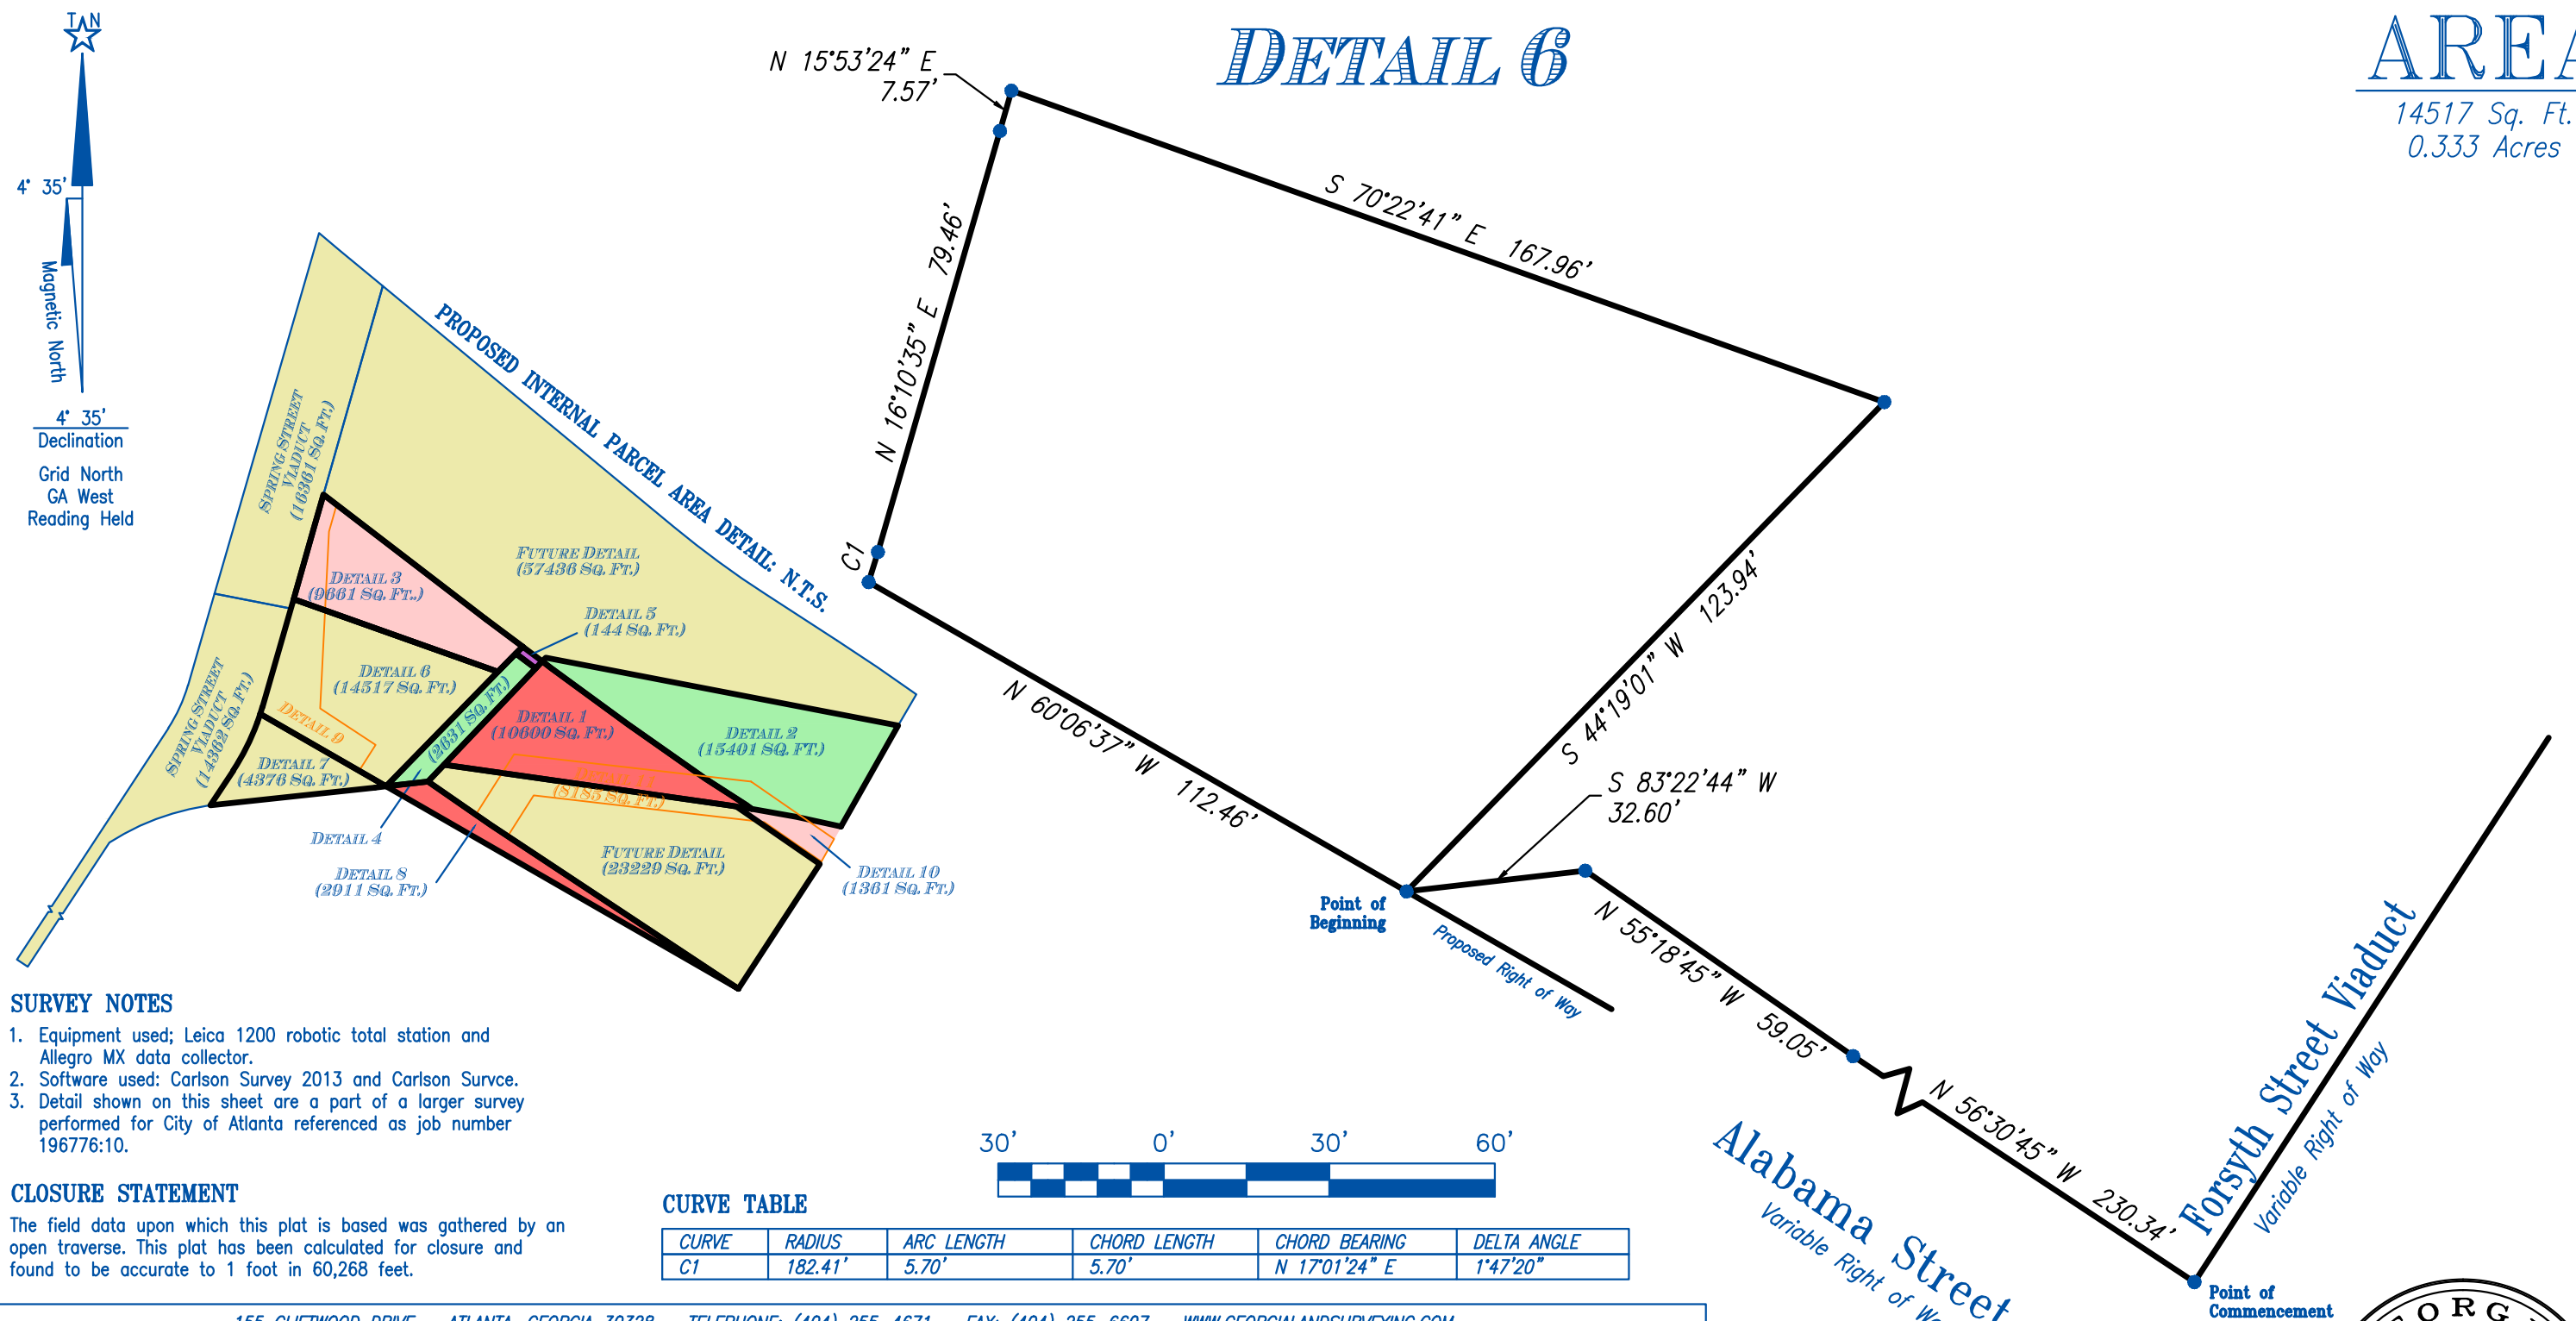 T N
4° 35'
Magnetic North
4° 35'
Declination
Grid North
GA West
Reading Held
DETAIL 6
AREA
14517 Sq. Ft.
0.333 Acres
N 15°53'24" E
7.57'
S 70°22'41" E 167.96'
N 16°10'35" E 79.46'
C1
N 60°06'37" W 112.46'
S 44°19'01" W 123.94'
S 83°22'44" W
32.60'
Point of
Beginning
Proposed Right of Way
N 55°18'45" W 59.05'
N 56°30'45" W 230.34'
Forsyth Street Viaduct
Variable Right of Way
Alabama Street
Variable Right of
Point of
Commencement
PROPOSED INTERNAL PARCEL AREA DETAIL: N.T.S.
SPRING STREET
VIADUCT
(16361 SQ. FT.)
FUTURE DETAIL
(57436 SQ. FT.)
DETAIL 3
(9661 SQ. FT..)
DETAIL 5
(144 SQ. FT.)
DETAIL 6
(14517 SQ. FT.)
SPRING STREET
VIADUCT
(14362 SQ. FT.)
DETAIL 9
(2631 SQ. FT.)
DETAIL 1
(10600 SQ. FT.)
DETAIL 2
(15401 SQ. FT.)
DETAIL 7
(4376 SQ. FT.)
(8185 SQ. FT.)
DETAIL 4
DETAIL 8
(2911 SQ. FT.)
FUTURE DETAIL
(23229 SQ. FT.)
DETAIL 10
(1361 SQ. FT.)
SURVEY NOTES
1. Equipment used; Leica 1200 robotic total station and
Allegro MX data collector.
2. Software used: Carlson Survey 2013 and Carlson Survce.
3. Detail shown on this sheet are a part of a larger survey
performed for City of Atlanta referenced as job number
196776:10.
CLOSURE STATEMENT
The field data upon which this plat is based was gathered by an
open traverse. This plat has been calculated for closure and
found to be accurate to 1 foot in 60,268 feet.
30' 0' 30' 60'
CURVE TABLE
CURVE RADIUS ARC LENGTH CHORD LENGTH CHORD BEARING DELTA ANGLE
C1 182.41' 5.70' 5.70' N 17°01'24" E 1°47'20"
ORG